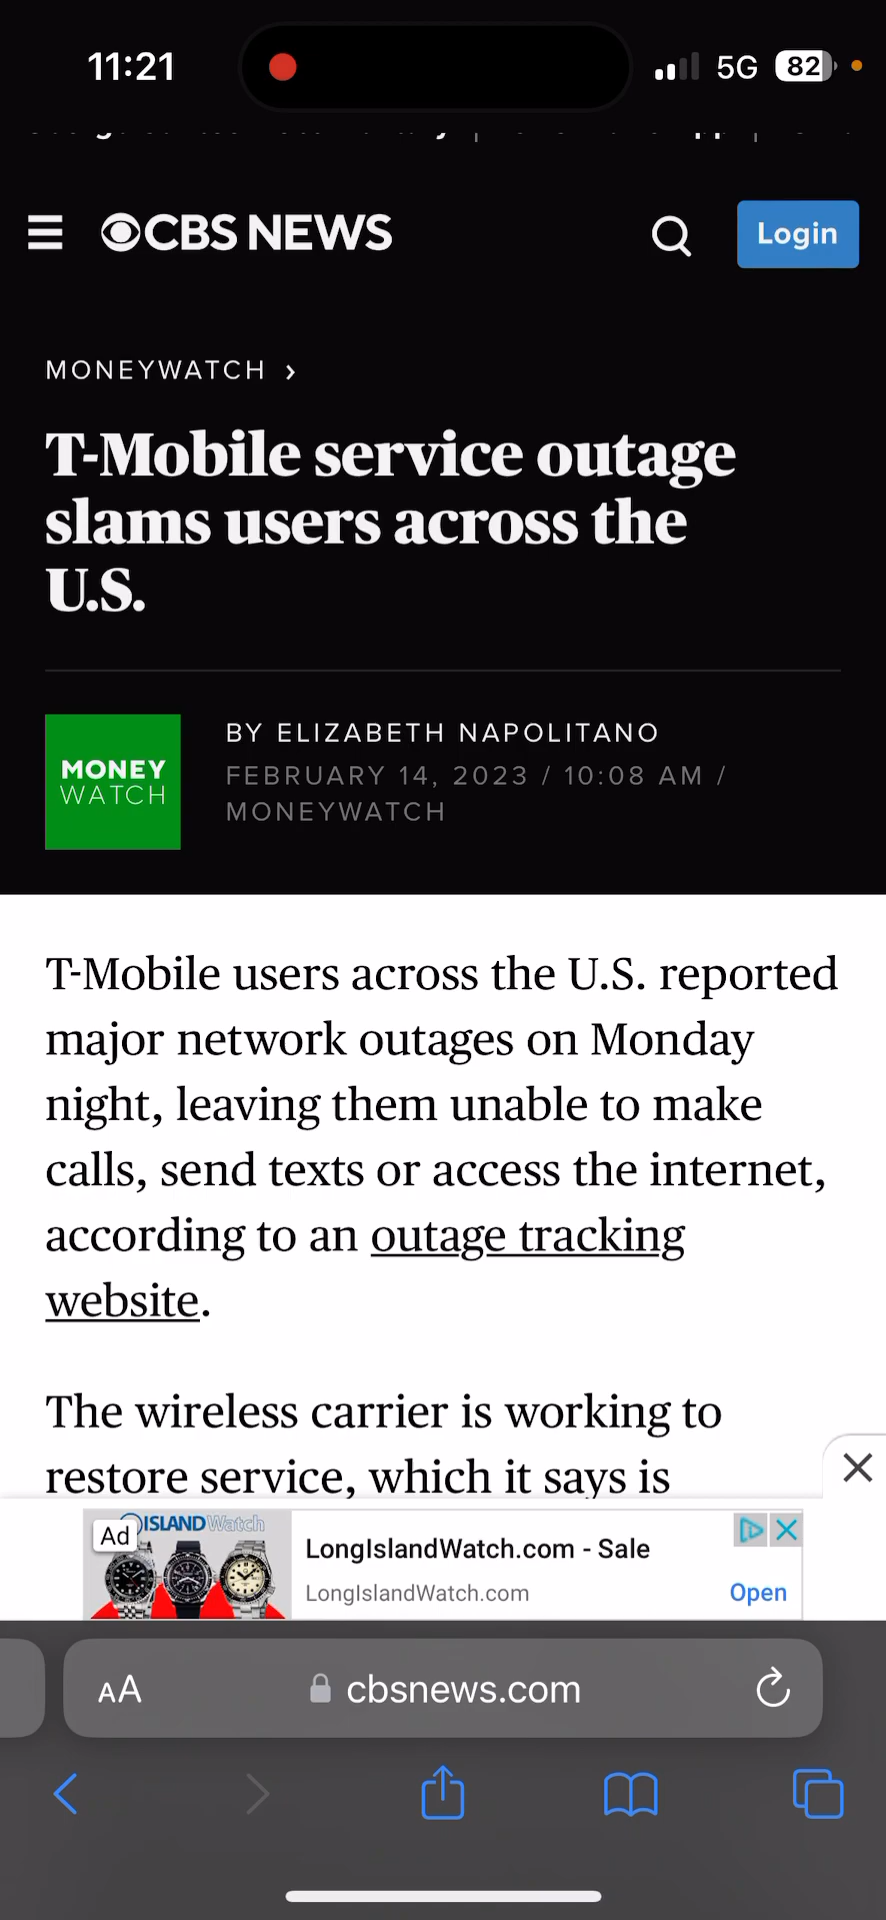 11:21
5G
82
CBS NEWS
Login
MONEYWATCH
T-Mobile service outage
slams users across the
U.S.
MONEY
WATCH
BY ELIZABETH NAPOLITANO
FEBRUARY 14, 2023 / 10:08 AM /
MONEYWATCH
T-Mobile users across the U.S. reported
major network outages on Monday
night, leaving them unable to make
calls, send texts or access the internet,
according to an outage tracking
website.
The wireless carrier is working to
restore service, which it says is
Ad
ISLAND Watch
LongIslandWatch.com - Sale
LongIslandWatch.com
Open
AA
cbsnews.com